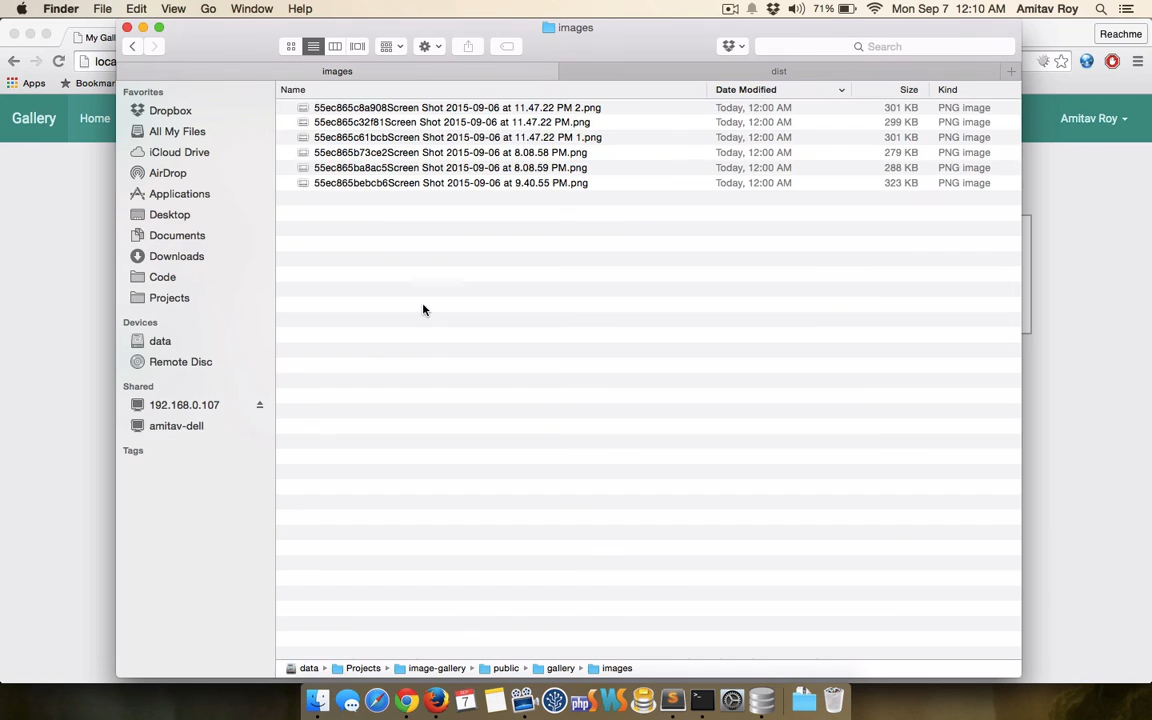 Finder File Edit View Go Window Help 71% Mon Sep 7 12:10 AM Amitav Roy
images
My Gal
Reachme
Search
loca
images dist
Apps Bookmar
Favorites
Name Date Modified Size Kind
Dropbox
55ec865c8a908Screen Shot 2015-09-06 at 11.47.22 PM 2.png Today, 12:00 AM 301 KB PNG image
Gallery Home
Amitav Roy
55ec865c32f81Screen Shot 2015-09-06 at 11.47.22 PM.png Today, 12:00 AM 299 KB PNG image
All My Files
55ec865c61bcbScreen Shot 2015-09-06 at 11.47.22 PM 1.png Today, 12:00 AM 301 KB PNG image
iCloud Drive
55ec865b73ce2Screen Shot 2015-09-06 at 8.08.58 PM.png Today, 12:00 AM 279 KB PNG image
AirDrop
55ec865ba8ac5Screen Shot 2015-09-06 at 8.08.59 PM.png Today, 12:00 AM 288 KB PNG image
55ec865bebcb6Screen Shot 2015-09-06 at 9.40.55 PM.png Today, 12:00 AM 323 KB PNG image
Applications
Desktop
Documents
Downloads
Code
Projects
Devices
data
Remote Disc
Shared
192.168.0.107
amitav-dell
Tags
data Projects image-gallery public gallery images
7
php
S
WS
S